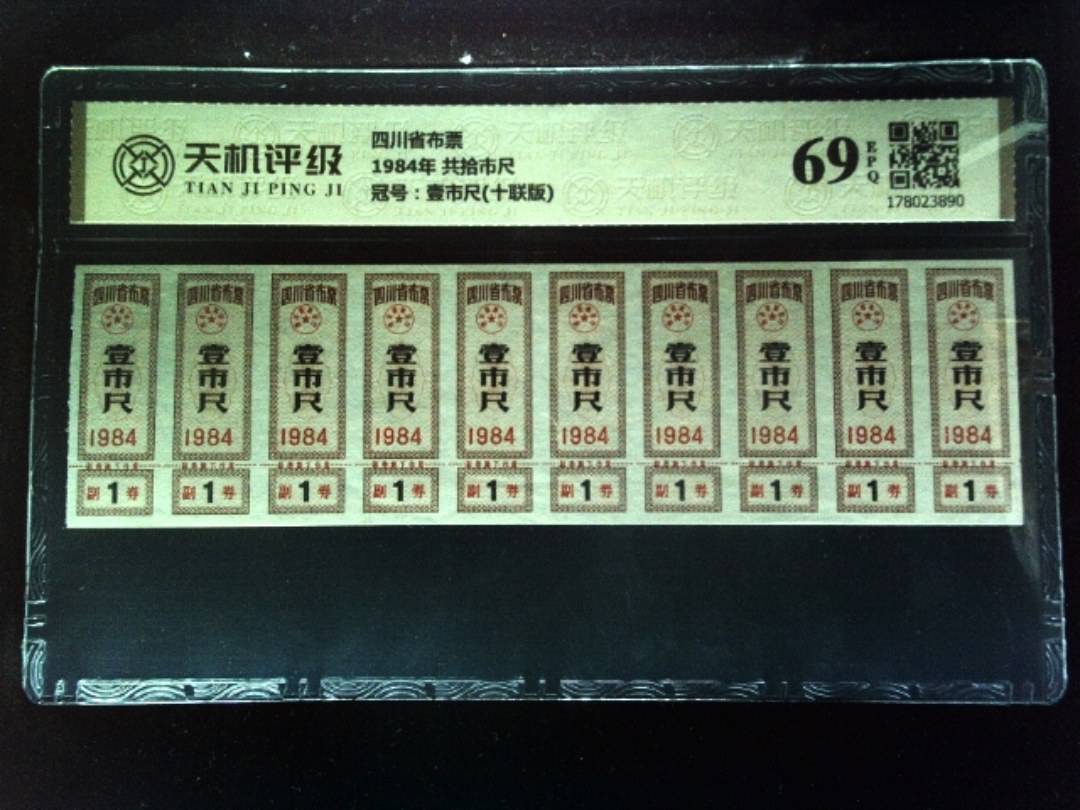 天机评级
TIAN JI PING JI
四川省布票
1984年 共拾市尺
冠号：壹市尺(十联版)
69
EPQ
178023890
四川省布票 四川省布票 四川省布票 四川省布票 四川省布票 四川省布票 四川省布票 四川省布票 四川省布票 四川省布票
壹市尺 壹市尺 壹市尺 壹市尺 壹市尺 壹市尺 壹市尺 壹市尺 壹市尺 壹市尺
1984 1984 1984 1984 1984 1984 1984 1984 1984 1984
副1券 副1券 副1券 副1券 副1券 副1券 副1券 副1券 副1券 副1券